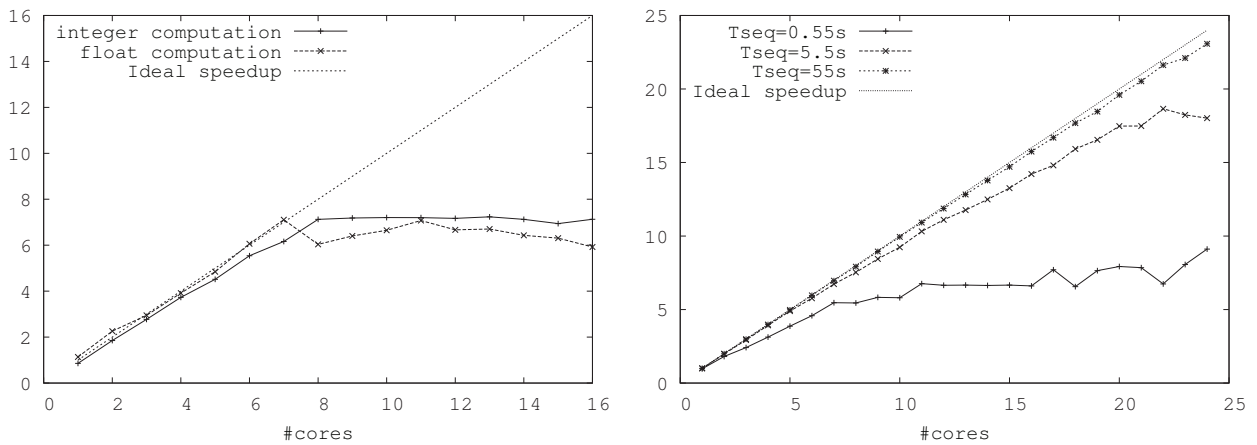 16
14
12
10
8
6
4
2
0
integer computation
float computation
Ideal speedup
0 2 4 6 8 10 12 14 16
#cores
25
20
15
10
5
0
Tseq=0.55s
Tseq=5.5s
Tseq=55s
Ideal speedup
0 5 10 15 20 25
#cores